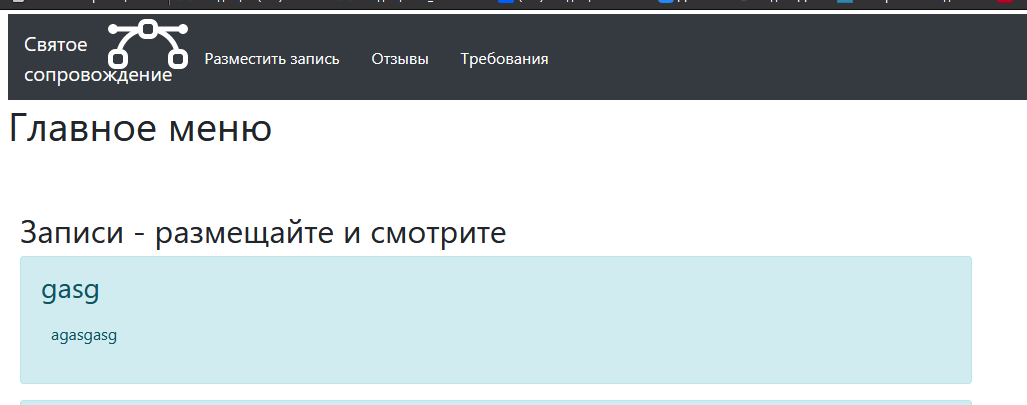 Святое
сопровождение
Разместить запись Отзывы Требования
Главное меню
Записи - размещайте и смотрите
gasg
agasgasg